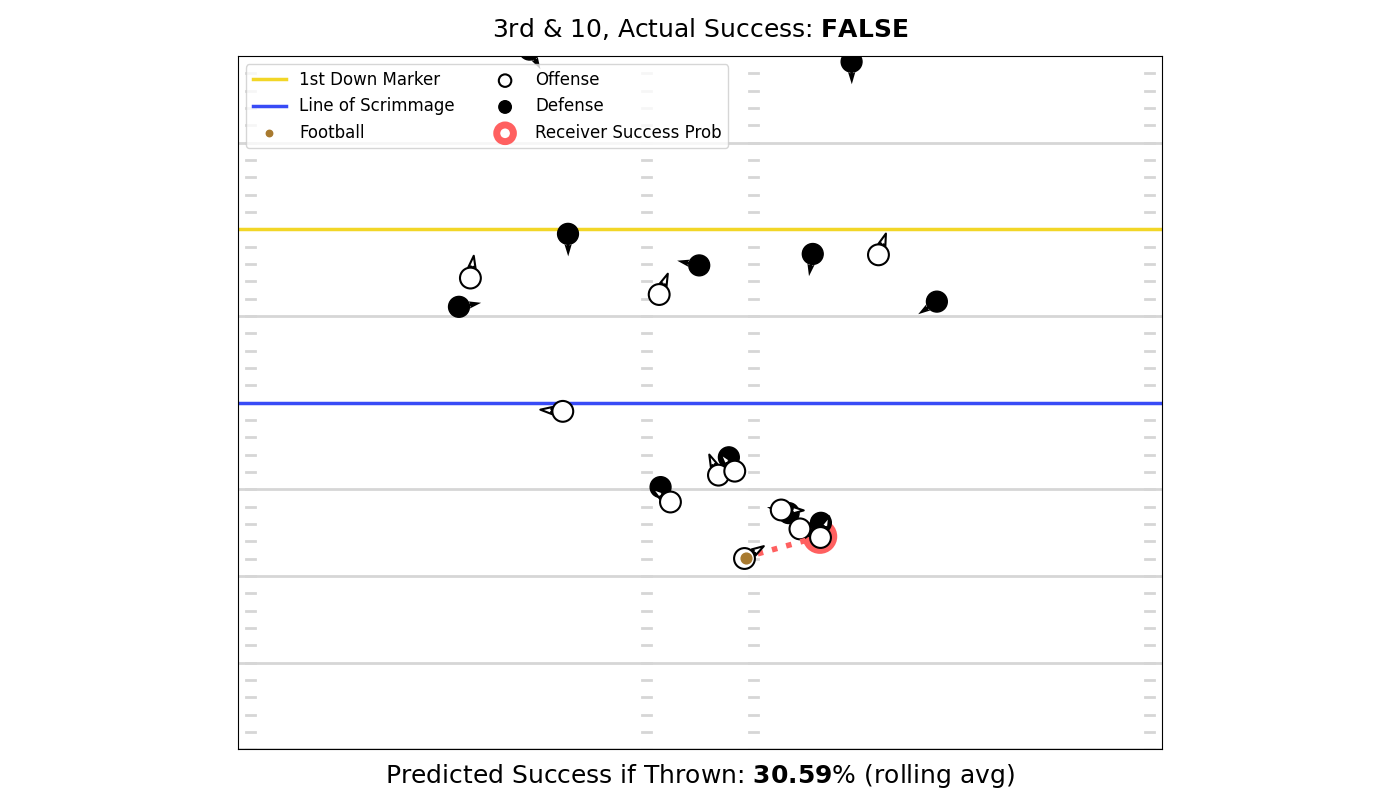 3rd & 10, Actual Success: FALSE
1st Down Marker
Line of Scrimmage
Football
Offense
Defense
Receiver Success Prob
Predicted Success if Thrown: 30.59% (rolling avg)